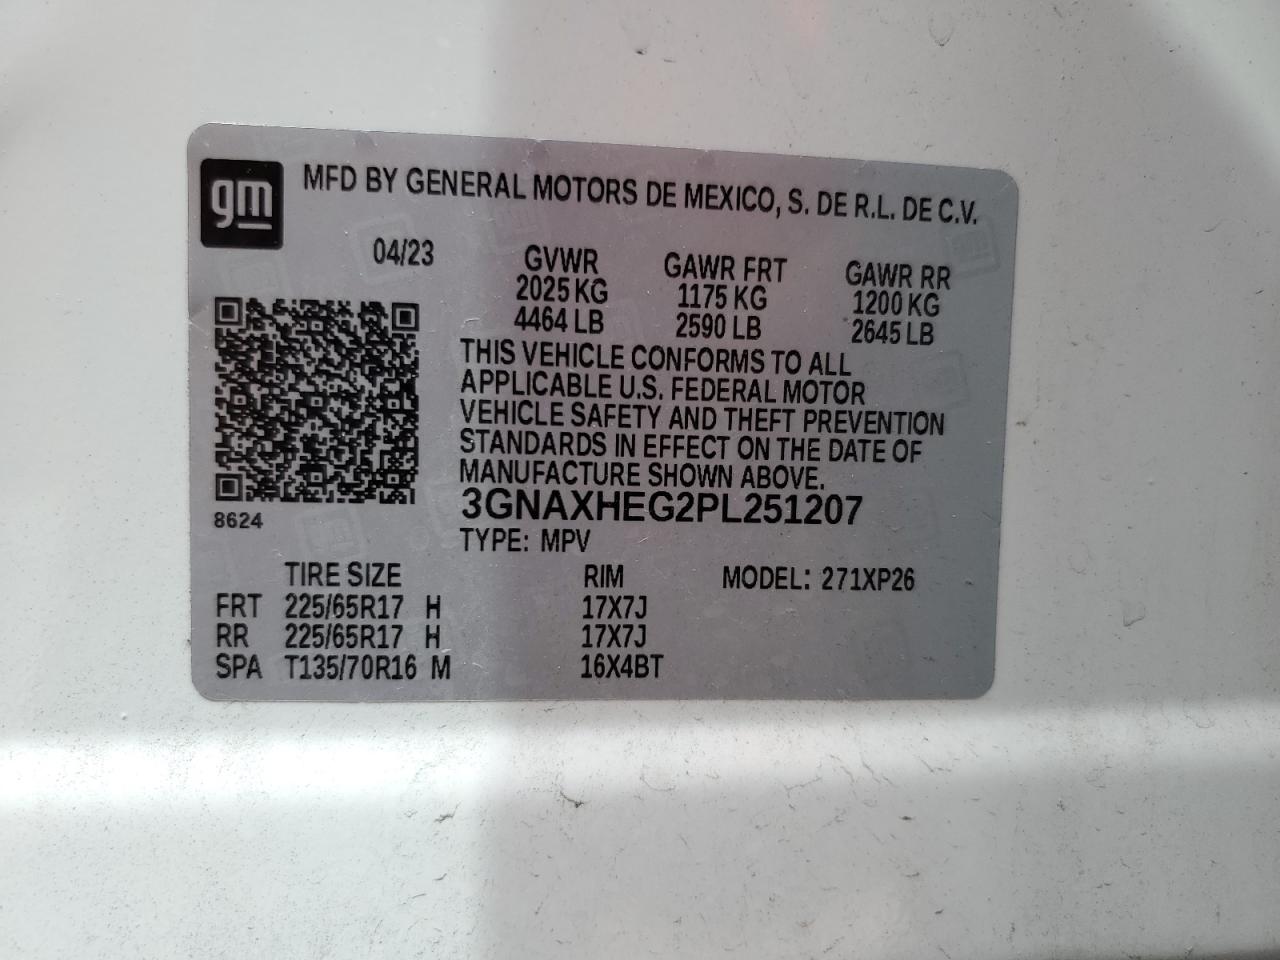 gm MFD BY GENERAL MOTORS DE MEXICO, S. DE R.L. DE C.V.
04/23 GVWR GAWR FRT GAWR RR
2025 KG 1175 KG 1200 KG
4464 LB 2590 LB 2645 LB
THIS VEHICLE CONFORMS TO ALL
APPLICABLE U.S. FEDERAL MOTOR
VEHICLE SAFETY AND THEFT PREVENTION
STANDARDS IN EFFECT ON THE DATE OF
MANUFACTURE SHOWN ABOVE.
3GNAXHEG2PL251207
8624
TYPE: MPV
TIRE SIZE RIM MODEL: 271XP26
FRT 225/65R17 H 17X7J
RR 225/65R17 H 17X7J
SPA T135/70R16 M 16X4BT